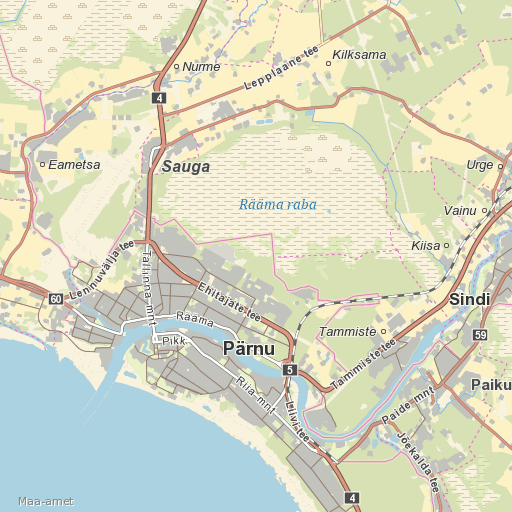 Kilksama
Nurme
Lepplaane tee
4
Eametsa
Sauga
Urge
Rääma raba
Vainu
Kiisa
Lennuvälja tee
Tallinna mnt
Ehitajate tee
60
Sindi
Rääma
Pikk
Pärnu
Tammiste
59
5
Tammiste tee
Riia mnt
Paiku
Paide mnt
Liivi tee
Jõekalda tee
4
Maa-amet